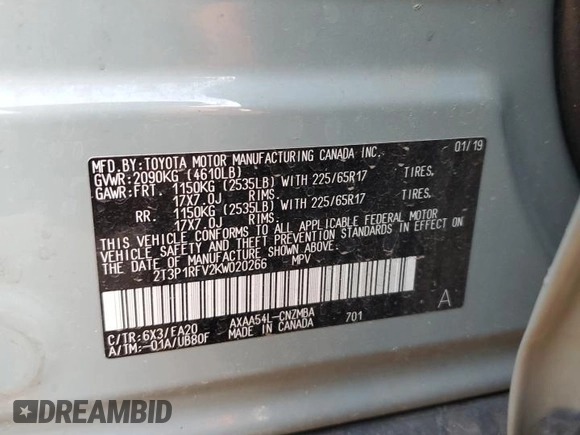 MFD.BY:TOYOTA MOTOR MANUFACTURING CANADA INC. 01/19
GVWR:2090KG (4610LB)
GAWR:FRT. 1150KG (2535LB) WITH 225/65R17 TIRES.
17X7.0J RIMS.
RR. 1150KG (2535LB) WITH 225/65R17 TIRES.
17X7.0J RIMS.
THIS VEHICLE CONFORMS TO ALL APPLICABLE FEDERAL MOTOR
VEHICLE SAFETY AND THEFT PREVENTION STANDARDS IN EFFECT ON
THE DATE OF MANUFACTURE SHOWN ABOVE.
2T3P1RFV2KW020266 MPV
A
C/TR:6X3/EA20 AXAA54L-CNZMBA 701
A/TM:-01A/UB80F MADE IN CANADA
DREAMBID